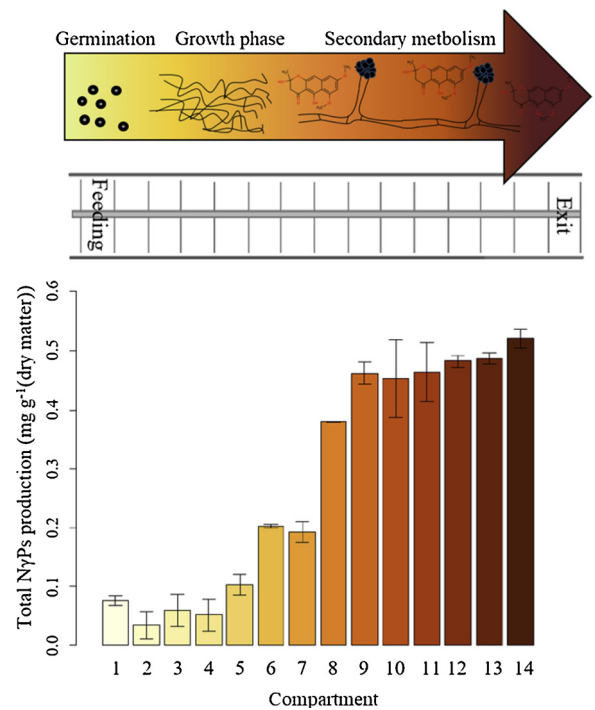 Germination Growth phase Secondary metbolism
Feeding
Exit
0.6
0.5
0.4
0.3
0.2
0.1
0.0
Total NγPs production (mg g-1(dry matter))
1 2 3 4 5 6 7 8 9 10 11 12 13 14
Compartment